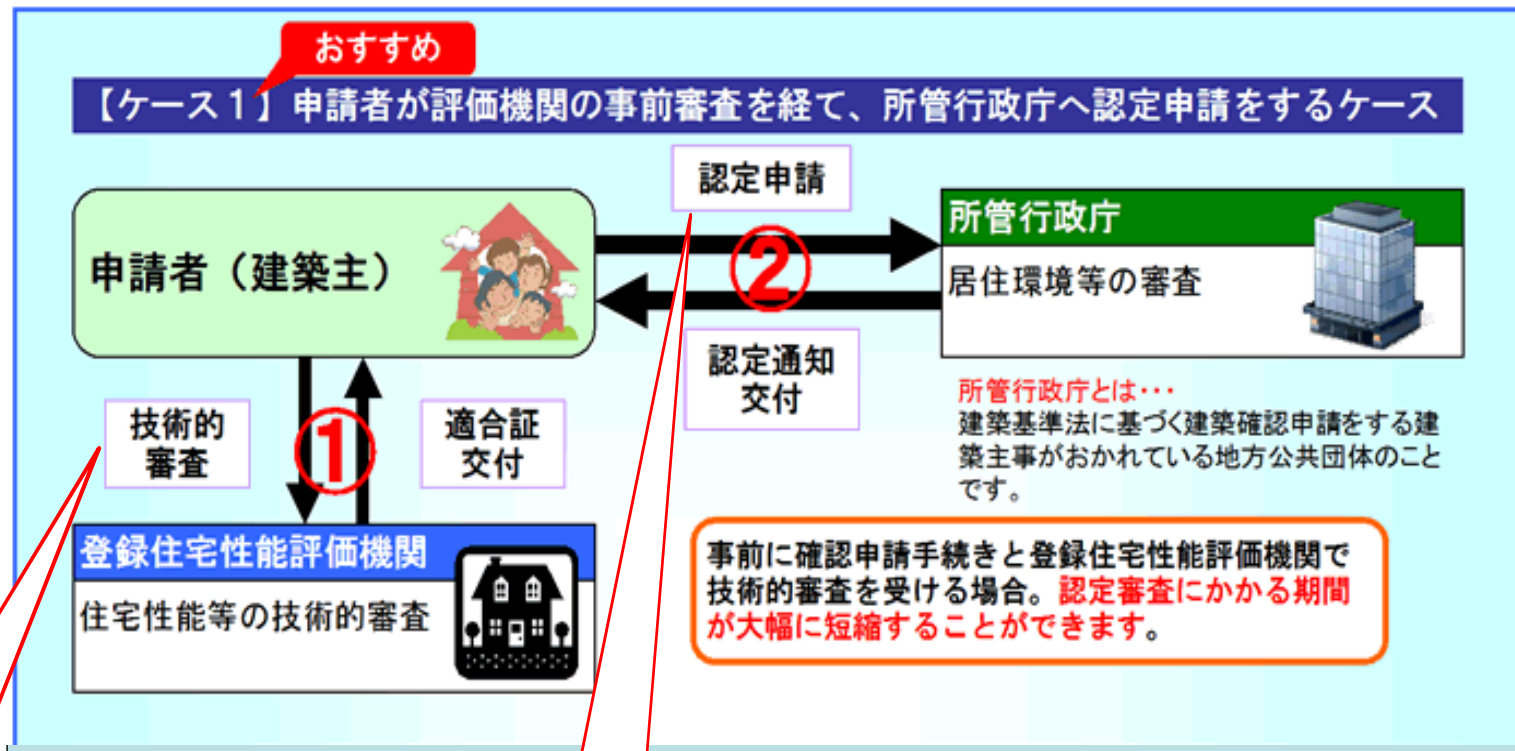 おすすめ
【ケース1】申請者が評価機関の事前審査を経て、所管行政庁へ認定申請をするケース
認定申請
申請者（建築主）
②
所管行政庁
居住環境等の審査
認定通知
交付
技術的
審査
①
適合証
交付
所管行政庁とは・・・
建築基準法に基づく建築確認申請をする建
築主事がおかれている地方公共団体のこと
です。
登録住宅性能評価機関
住宅性能等の技術的審査
事前に確認申請手続きと登録住宅性能評価機関で
技術的審査を受ける場合。認定審査にかかる期間
が大幅に短縮することができます。